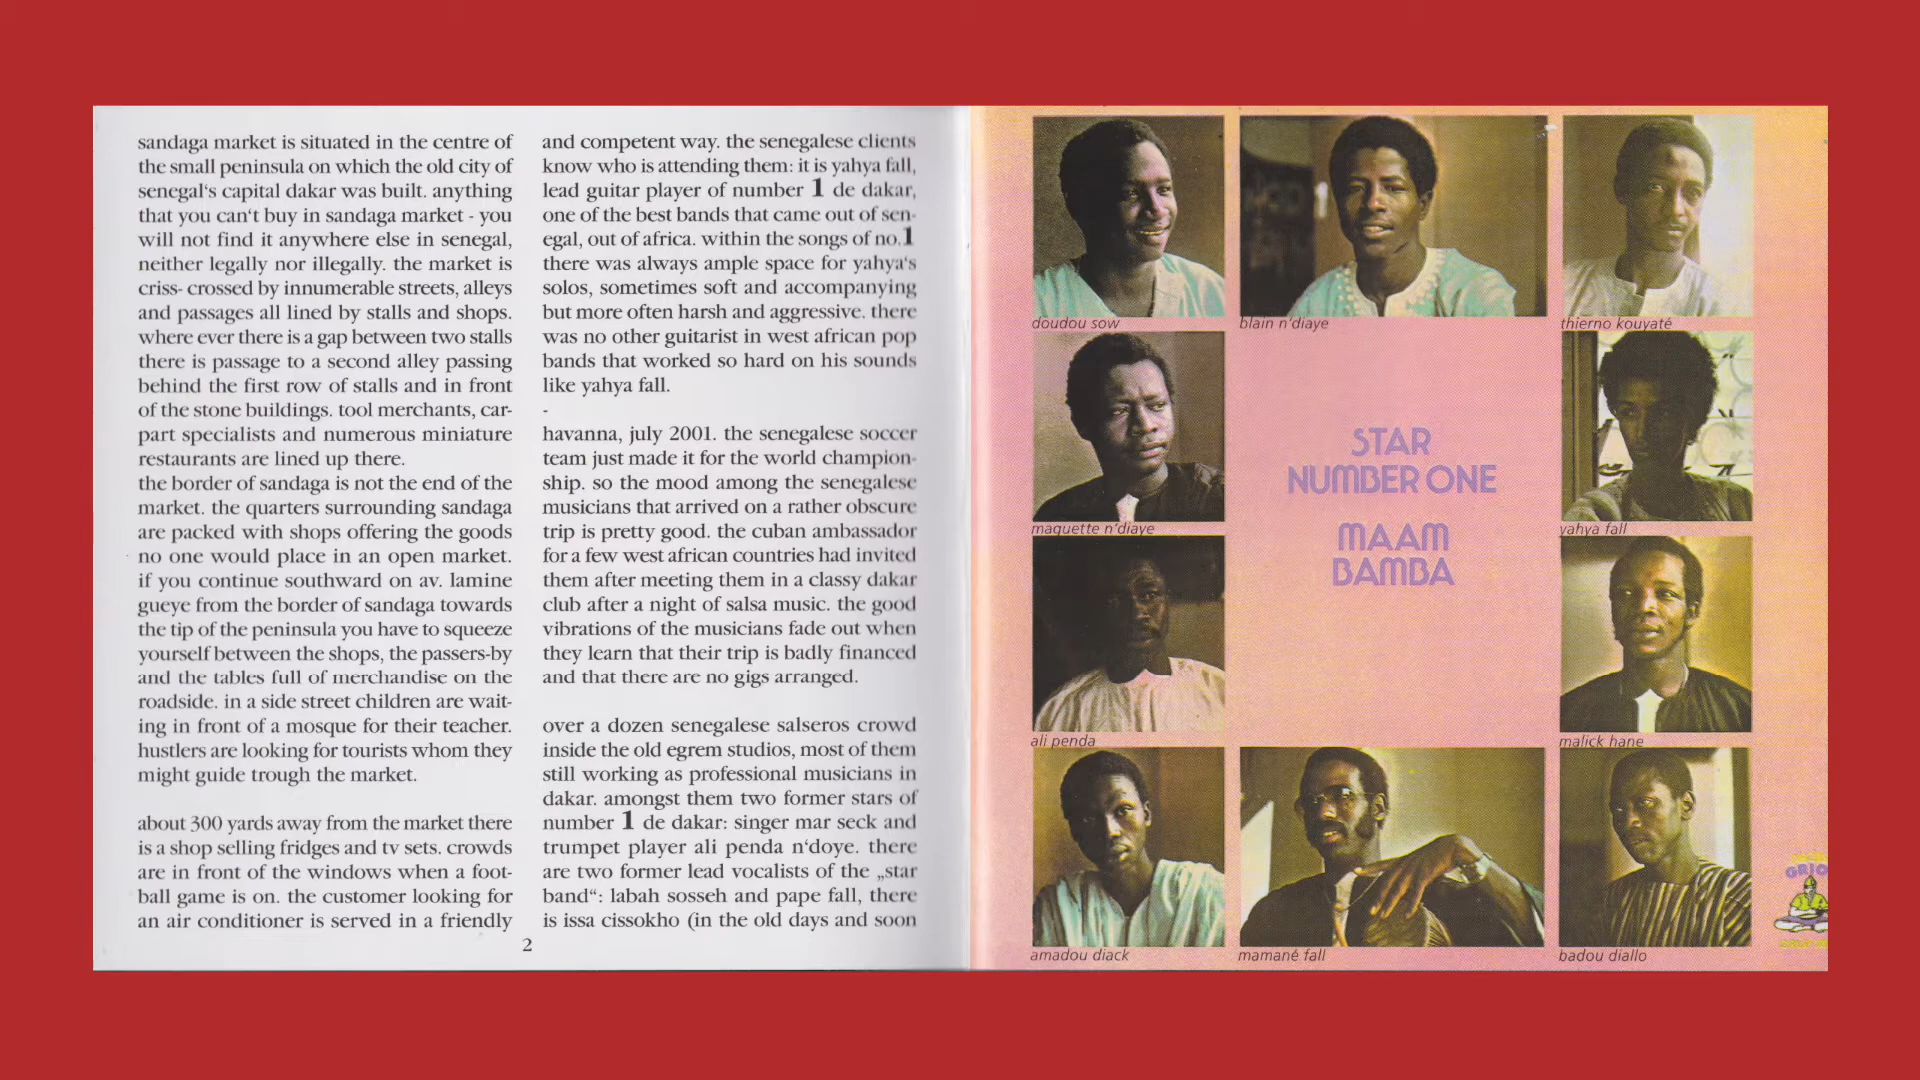 sandaga market is situated in the centre of
the small peninsula on which the old city of
senegal‘s capital dakar was built. anything
that you can‘t buy in sandaga market - you
will not find it anywhere else in senegal,
neither legally nor illegally. the market is
criss- crossed by innumerable streets, alleys
and passages all lined by stalls and shops.
where ever there is a gap between two stalls
there is passage to a second alley passing
behind the first row of stalls and in front
of the stone buildings. tool merchants, car-
part specialists and numerous miniature
restaurants are lined up there.
the border of sandaga is not the end of the
market. the quarters surrounding sandaga
are packed with shops offering the goods
no one would place in an open market.
if you continue southward on av. lamine
gueye from the border of sandaga towards
the tip of the peninsula you have to squeeze
yourself between the shops, the passers-by
and the tables full of merchandise on the
roadside. in a side street children are wait-
ing in front of a mosque for their teacher.
hustlers are looking for tourists whom they
might guide trough the market.
about 300 yards away from the market there
is a shop selling fridges and tv sets. crowds
are in front of the windows when a foot-
ball game is on. the customer looking for
an air conditioner is served in a friendly
and competent way. the senegalese clients
know who is attending them: it is yahya fall,
lead guitar player of number 1 de dakar,
one of the best bands that came out of sen-
egal, out of africa. within the songs of no.1
there was always ample space for yahya‘s
solos, sometimes soft and accompanying
but more often harsh and aggressive. there
was no other guitarist in west african pop
bands that worked so hard on his sounds
like yahya fall.
-
havanna, july 2001. the senegalese soccer
team just made it for the world champion-
ship. so the mood among the senegalese
musicians that arrived on a rather obscure
trip is pretty good. the cuban ambassador
for a few west african countries had invited
them after meeting them in a classy dakar
club after a night of salsa music. the good
vibrations of the musicians fade out when
they learn that their trip is badly financed
and that there are no gigs arranged.
over a dozen senegalese salseros crowd
inside the old egrem studios, most of them
still working as professional musicians in
dakar. amongst them two former stars of
number 1 de dakar: singer mar seck and
trumpet player ali penda n‘doye. there
are two former lead vocalists of the „star
band“: labah sosseh and pape fall, there
is issa cissokho (in the old days and soon
2
doudou sow
blain n'diaye
thierno kouyaté
maguette n'diaye
yahya fall
STAR
NUMBER ONE
MAAM
BAMBA
ali penda
malick hane
amadou diack
mamané fall
badou diallo
GRIO